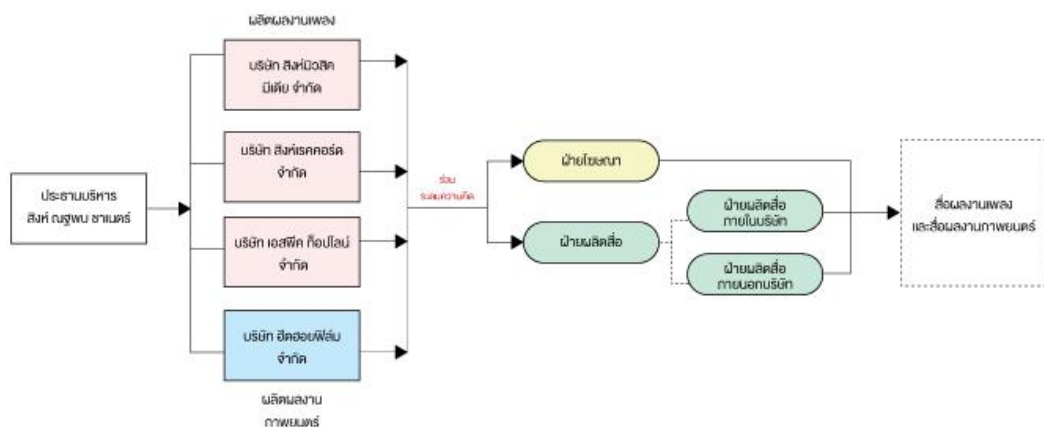 ผลิตผลงานเพลง
บริษัท สิงห์มิวสิค
มีเดีย จำกัด
บริษัท สิงห์เรคคอร์ด
จำกัด
ประธานบริหาร
สิงห์ ณฐพน ชาเนตร์
บริษัท เอสพีค ท็อปไลน์
จำกัด
บริษัท ฮีตฮอยฟิล์ม
จำกัด
ผลิตผลงาน
ภาพยนตร์
ร่วม
ระดมความคิด
ฝ่ายโฆษณา
ฝ่ายผลิตสื่อ
ฝ่ายผลิตสื่อ
ภายในบริษัท
ฝ่ายผลิตสื่อ
ภายนอกบริษัท
สื่อผลงานเพลง
และสื่อผลงานภาพยนตร์